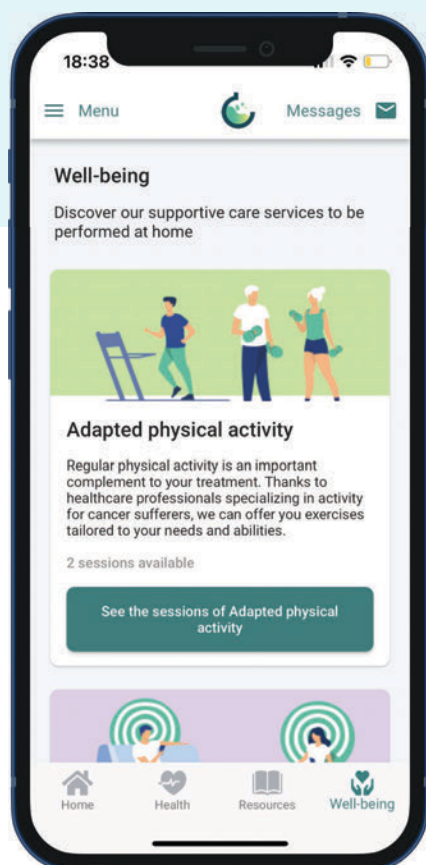 18:38
Menu
Messages
Well-being
Discover our supportive care services to be
performed at home
Adapted physical activity
Regular physical activity is an important
complement to your treatment. Thanks to
healthcare professionals specializing in activity
for cancer sufferers, we can offer you exercises
tailored to your needs and abilities.
2 sessions available
See the sessions of Adapted physical
activity
Home
Health
Resources
Well-being